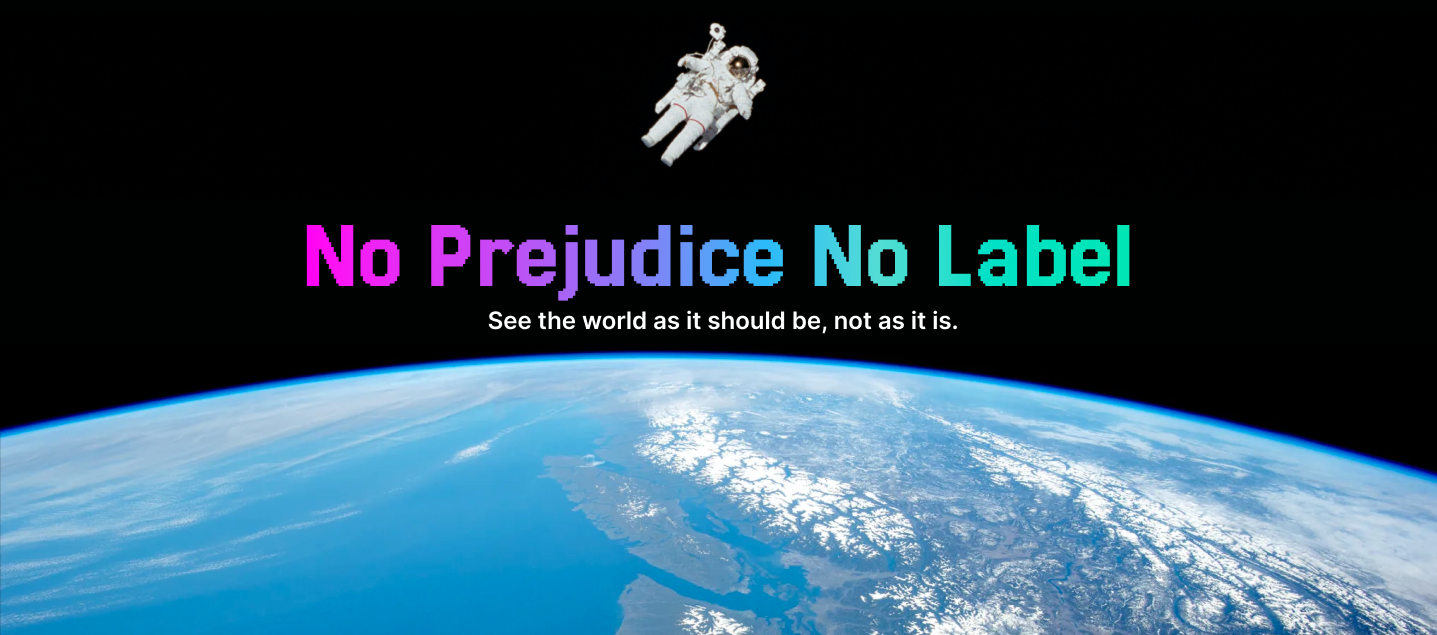 No Prejudice No Label
See the world as it should be, not as it is.